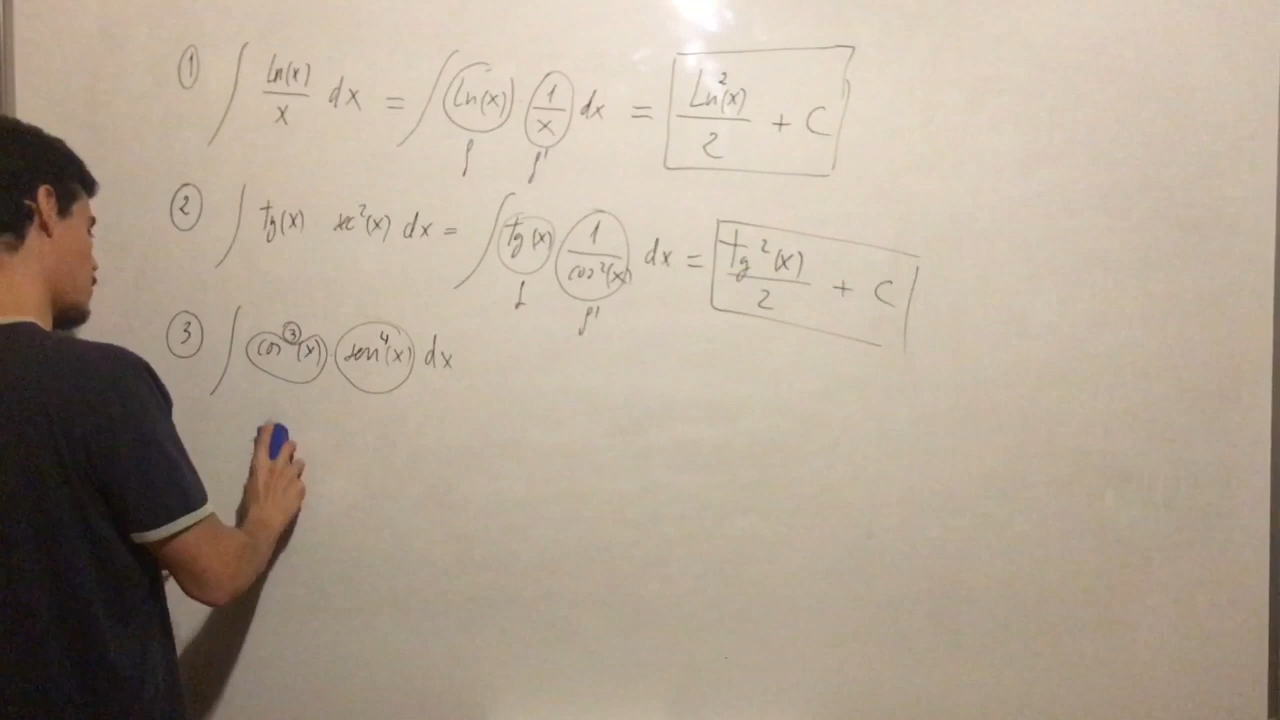 ① ∫ Ln(x)/x dx = ∫ Ln(x) · 1/x dx = Ln²(x)/2 + C
f f'
② ∫ tg(x) sec²(x) dx = ∫ tg(x) 1/cos²(x) dx = tg²(x)/2 + C
f f'
③ ∫ cos³(x) · sen⁴(x) dx